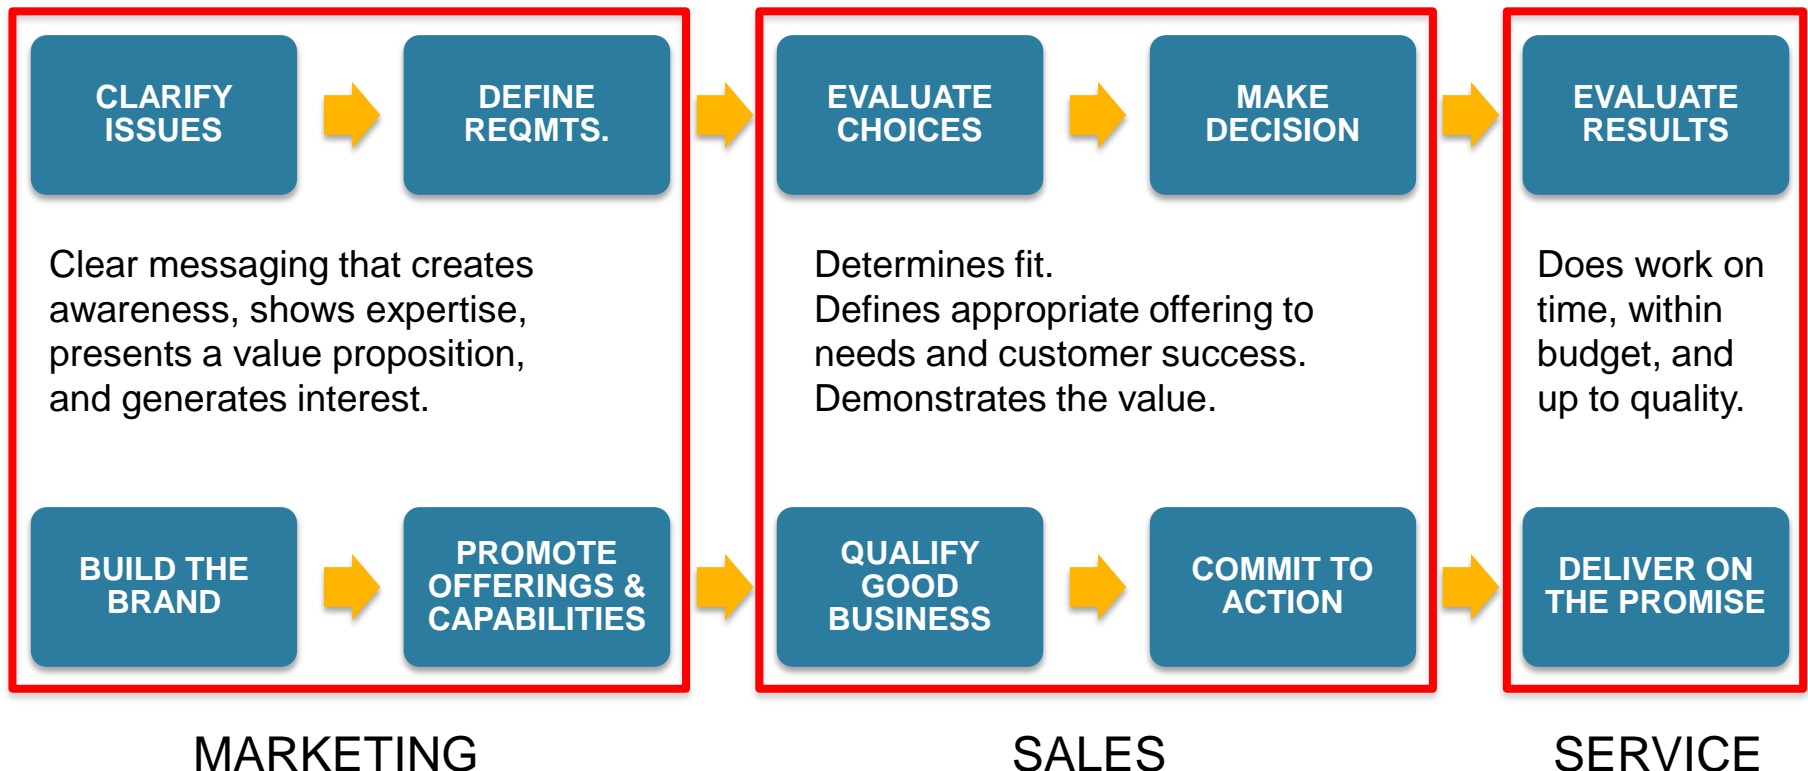 CLARIFY
ISSUES
DEFINE
REQMTS.
EVALUATE
CHOICES
MAKE
DECISION
EVALUATE
RESULTS
Clear messaging that creates
awareness, shows expertise,
presents a value proposition,
and generates interest.
Determines fit.
Defines appropriate offering to
needs and customer success.
Demonstrates the value.
Does work on
time, within
budget, and
up to quality.
BUILD THE
BRAND
PROMOTE
OFFERINGS &
CAPABILITIES
QUALIFY
GOOD
BUSINESS
COMMIT TO
ACTION
DELIVER ON
THE PROMISE
MARKETING
SALES
SERVICE